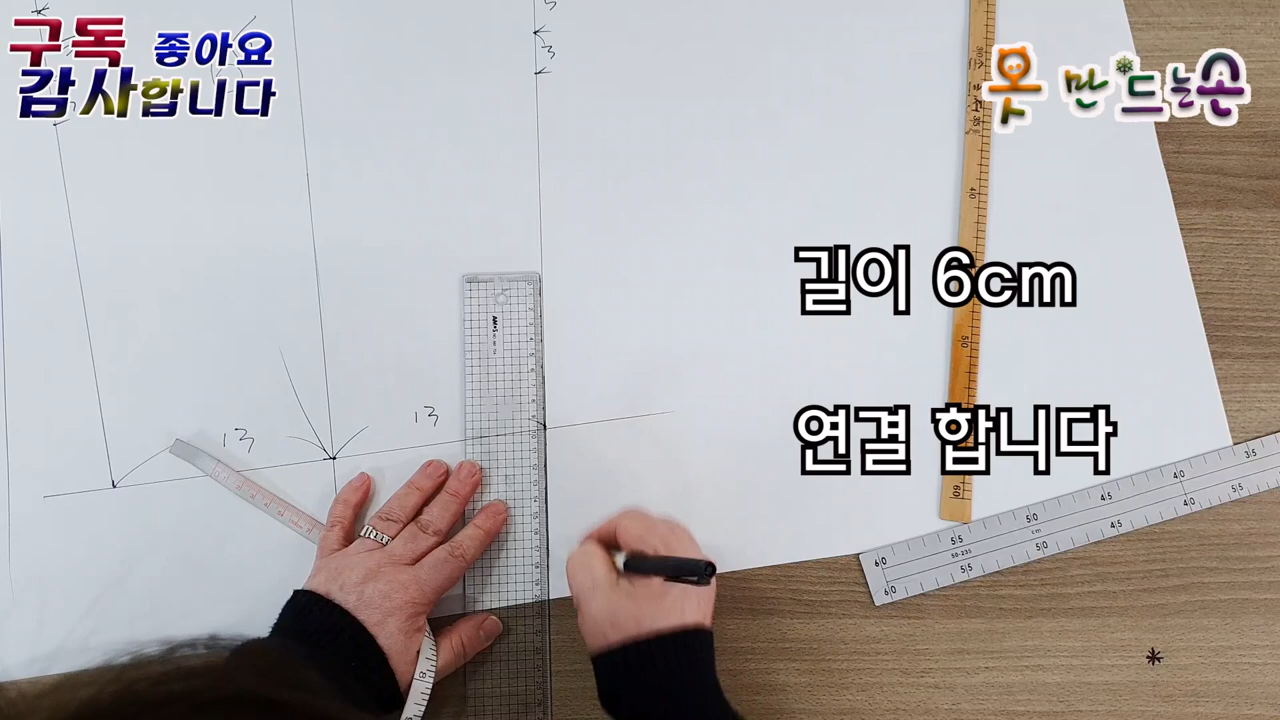 구독 좋아요
감사합니다
옷 만드는손
길이 6cm
연결 합니다
13
13
3